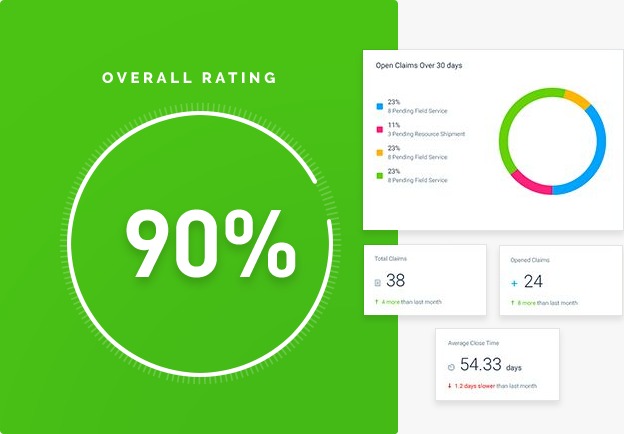 OVERALL RATING
90%
Open Claims Over 30 days
23%
8 Pending Field Service
11%
3 Pending Resource Shipment
23%
8 Pending Field Service
23%
8 Pending Field Service
Total Claims
38
4 more than last month
Opened Claims
24
8 more than last month
Average Close Time
54.33 days
1.2 days slower than last month